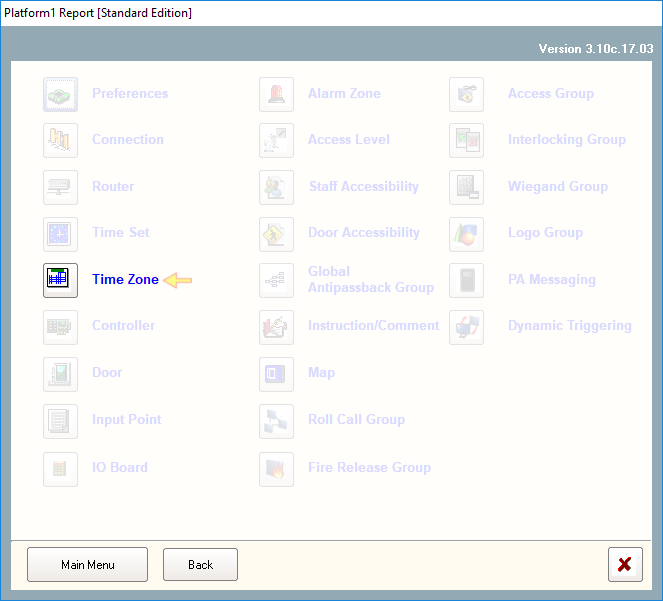 Platform1 Report [Standard Edition]
Version 3.10c.17.03
Preferences
Connection
Router
Time Set
Time Zone
Controller
Door
Input Point
IO Board
Alarm Zone
Access Level
Staff Accessibility
Door Accessibility
Global
Antipassback Group
Instruction/Comment
Map
Roll Call Group
Fire Release Group
Access Group
Interlocking Group
Wiegand Group
Logo Group
PA Messaging
Dynamic Triggering
Main Menu
Back